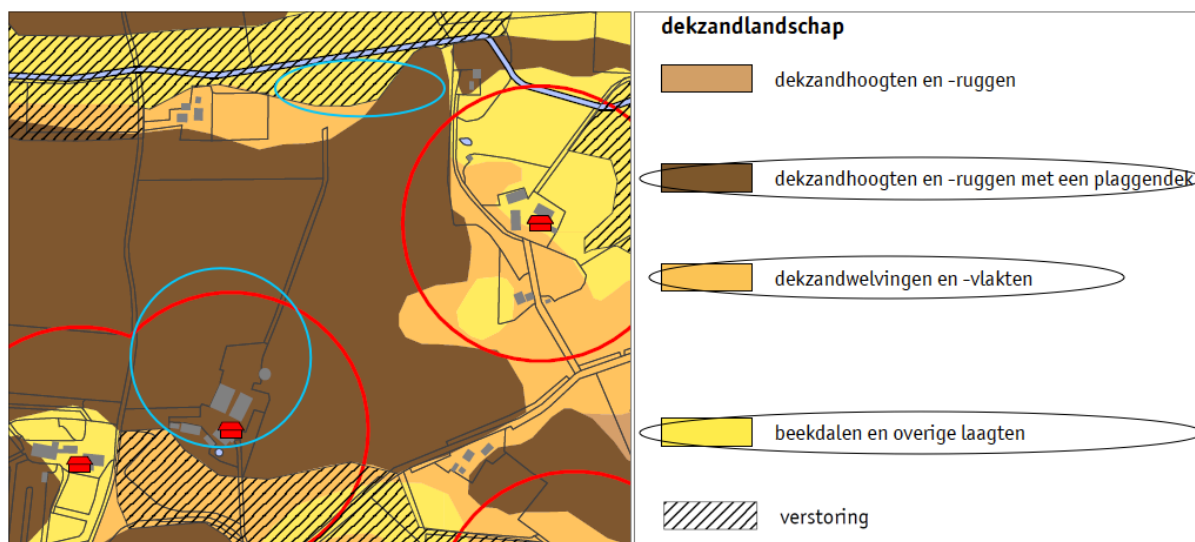 dekzandlandschap
dekzandhoogten en -ruggen
dekzandhoogten en -ruggen met een plaggendek
dekzandwelvingen en -vlakten
beekdalen en overige laagten
verstoring